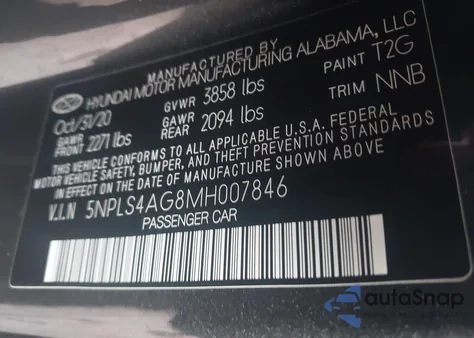 MANUFACTURED BY
HYUNDAI MOTOR MANUFACTURING ALABAMA, LLC
Oct/31/20 GVWR 3858 lbs PAINT T2G
GAWR FRONT 2271 lbs GAWR REAR 2094 lbs TRIM NNB
THIS VEHICLE CONFORMS TO ALL APPLICABLE U.S.A. FEDERAL
MOTOR VEHICLE SAFETY, BUMPER, AND THEFT PREVENTION STANDARDS
IN EFFECT ON THE DATE OF MANUFACTURE SHOWN ABOVE
V.I.N 5NPLS4AG8MH007846
PASSENGER CAR
autoSnap